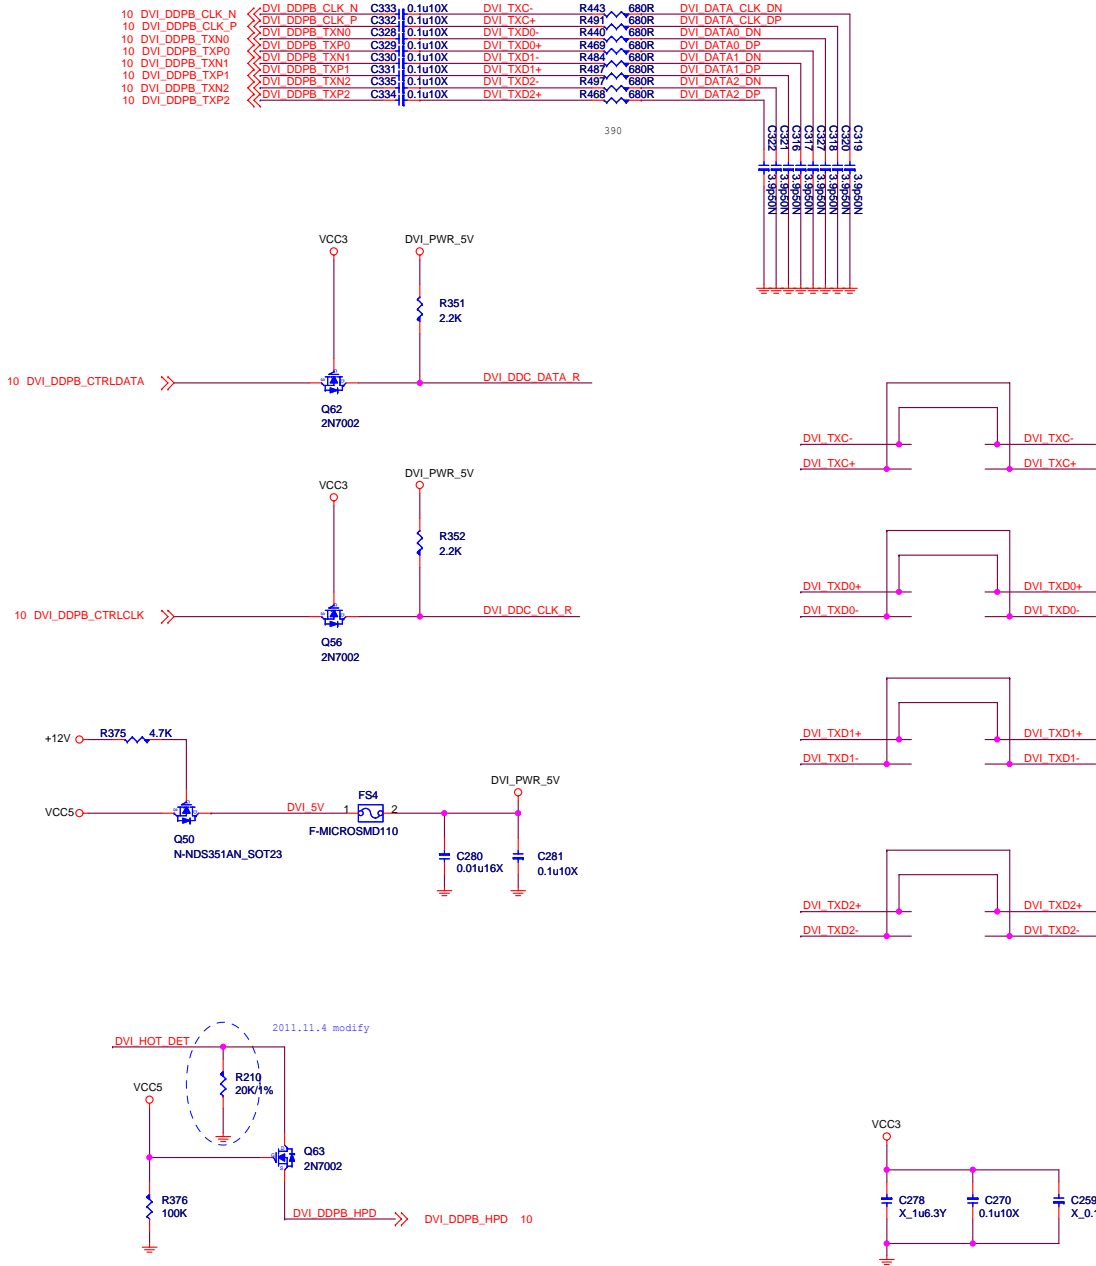 10 DVI_DDPB_CLK_N DVI_DDPB_CLK_N C333 0.1u10X DVI_TXC- R443 680R DVI_DATA_CLK_DN
10 DVI_DDPB_CLK_P DVI_DDPB_CLK_P C332 0.1u10X DVI_TXC+ R491 680R DVI_DATA_CLK_DP
10 DVI_DDPB_TXN0 DVI_DDPB_TXN0 C328 0.1u10X DVI_TXD0- R440 680R DVI_DATA0_DN
10 DVI_DDPB_TXP0 DVI_DDPB_TXP0 C329 0.1u10X DVI_TXD0+ R469 680R DVI_DATA0_DP
10 DVI_DDPB_TXN1 DVI_DDPB_TXN1 C330 0.1u10X DVI_TXD1- R484 680R DVI_DATA1_DN
10 DVI_DDPB_TXP1 DVI_DDPB_TXP1 C331 0.1u10X DVI_TXD1+ R487 680R DVI_DATA1_DP
10 DVI_DDPB_TXN2 DVI_DDPB_TXN2 C335 0.1u10X DVI_TXD2- R497 680R DVI_DATA2_DN
10 DVI_DDPB_TXP2 DVI_DDPB_TXP2 C334 0.1u10X DVI_TXD2+ R468 680R DVI_DATA2_DP
390
C322 3.9p50N
C321 3.9p50N
C316 3.9p50N
C317 3.9p50N
C327 3.9p50N
C318 3.9p50N
C320 3.9p50N
C319 3.9p50N
VCC3 DVI_PWR_5V
R351
2.2K
10 DVI_DDPB_CTRLDATA DVI_DDC_DATA_R
Q62
2N7002
DVI_TXC- DVI_TXC-
DVI_TXC+ DVI_TXC+
DVI_PWR_5V
VCC3
R352
2.2K
10 DVI_DDPB_CTRLCLK DVI_DDC_CLK_R
Q56
2N7002
DVI_TXD0+ DVI_TXD0+
DVI_TXD0- DVI_TXD0-
+12V R375 4.7K
DVI_TXD1+ DVI_TXD1+
DVI_TXD1- DVI_TXD1-
DVI_PWR_5V
FS4
VCC5 DVI_5V 1 2
F-MICROSMD110
Q50
N-NDS351AN_SOT23
C280
0.01u16X
C281
0.1u10X
DVI_TXD2+ DVI_TXD2+
DVI_TXD2- DVI_TXD2-
2011.11.4 modify
DVI_HOT_DET
R210
20K/1%
VCC5
Q63
2N7002
R376
100K
DVI_DDPB_HPD DVI_DDPB_HPD 10
VCC3
C278
X_1u6.3Y
C270
0.1u10X
C259
X_0.1